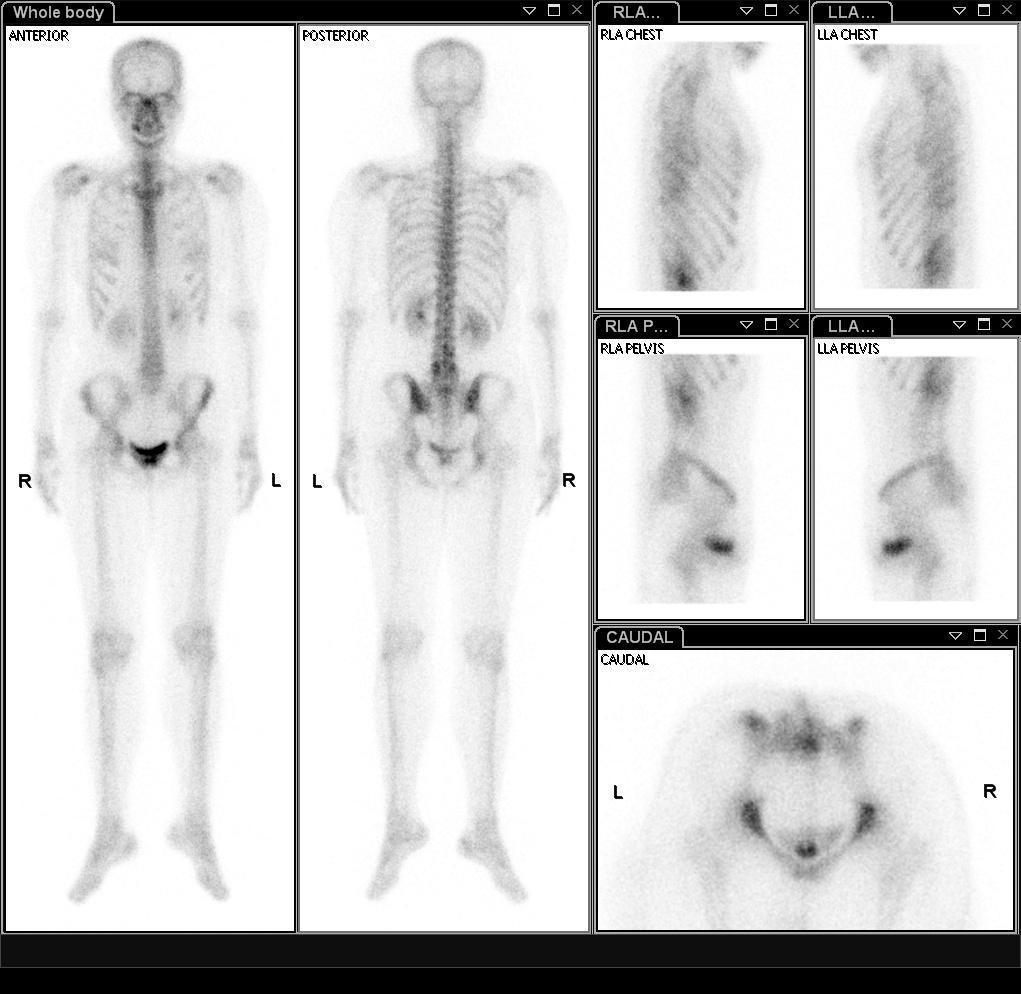 Whole body
ANTERIOR
R
L
POSTERIOR
L
R
RLA...
RLA CHEST
LLA...
LLA CHEST
RLA P...
RLA PELVIS
LLA...
LLA PELVIS
CAUDAL
CAUDAL
L
R